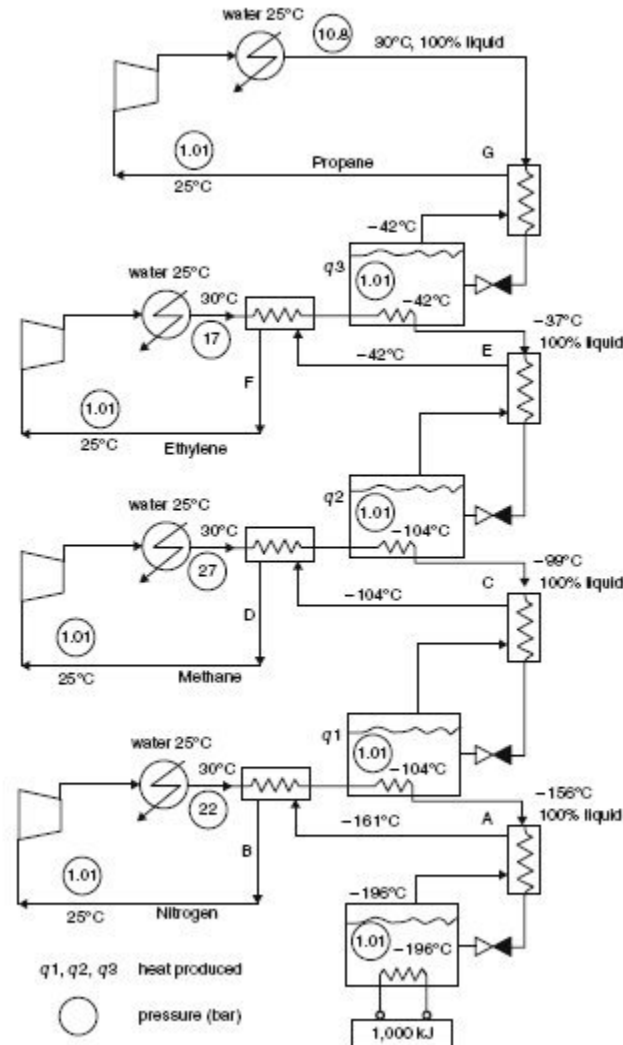 water 25°C
10.8
30°C, 100% liquid
1.01
Propane
25°C
G
−42°C
q3
1.01
−42°C
water 25°C
30°C
17
−37°C
100% liquid
E
−42°C
F
1.01
25°C
Ethylene
q2
1.01
−104°C
water 25°C
30°C
27
−99°C
100% liquid
C
−104°C
D
1.01
25°C
Methane
q1
1.01
−104°C
water 25°C
30°C
22
−156°C
100% liquid
A
−161°C
B
1.01
25°C
Nitrogen
−196°C
1.01
−196°C
1,000 kJ
q1, q2, q3 heat produced
pressure (bar)